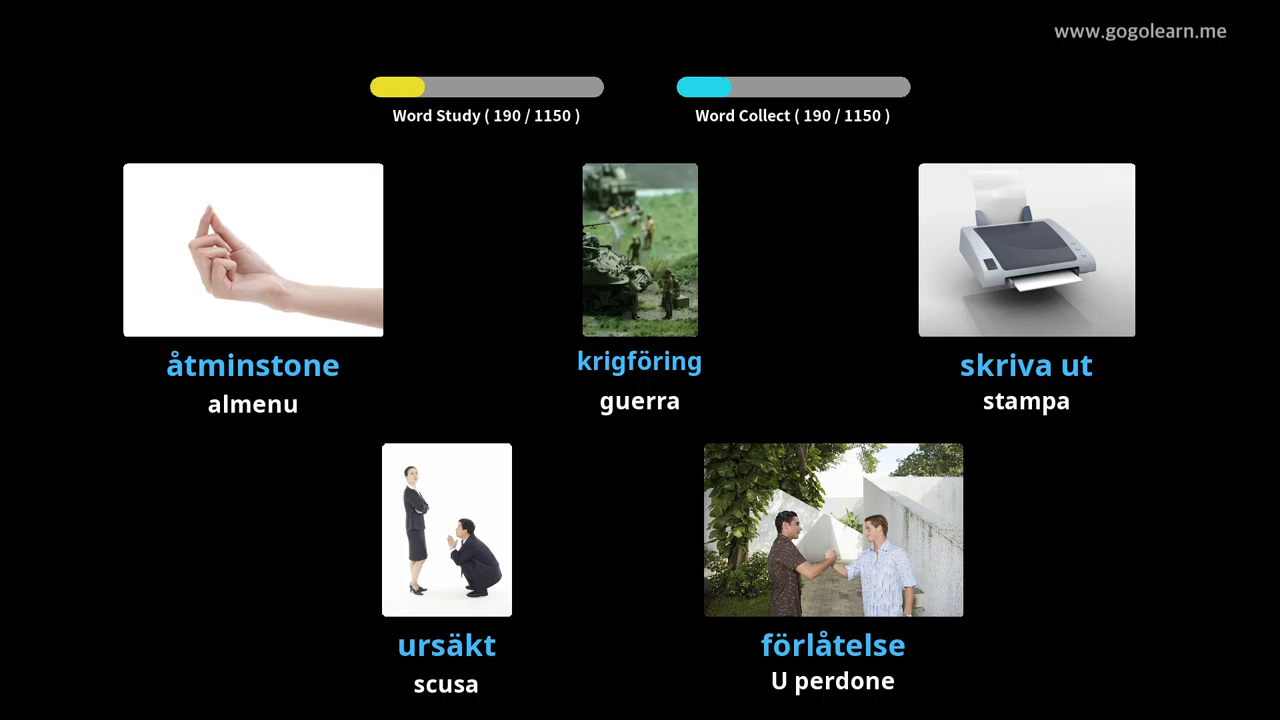 www.gogolearn.me
Word Study ( 190 / 1150 )
Word Collect ( 190 / 1150 )
åtminstone
almenu
krigföring
guerra
skriva ut
stampa
ursäkt
scusa
förlåtelse
U perdone